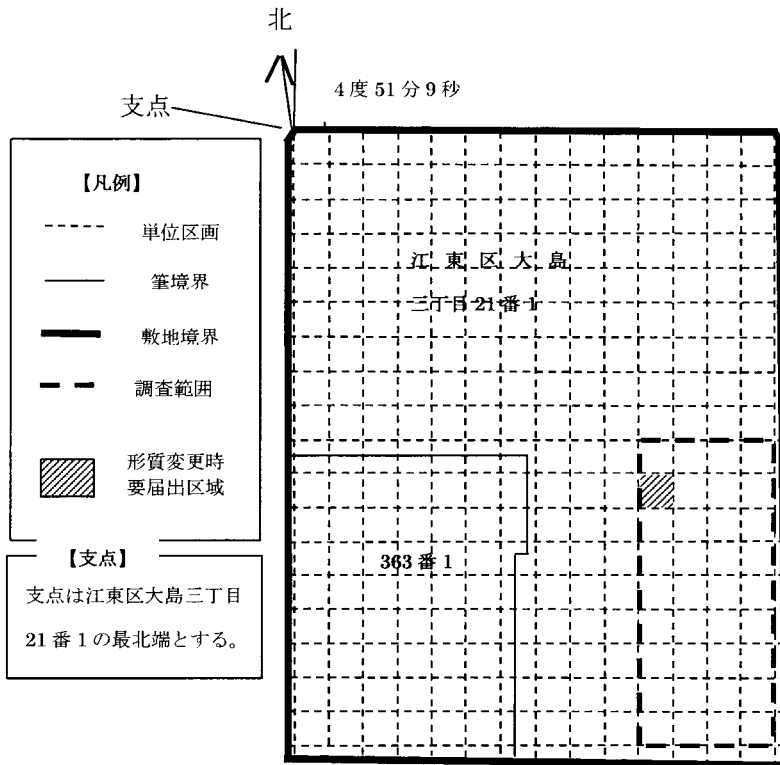 北
4度51分9秒
支点
【凡例】
単位区画
筆境界
敷地境界
調査範囲
形質変更時
要届出区域
江東区大島
三丁目21番1
363番1
【支点】
支点は江東区大島三丁目
21番1の最北端とする。